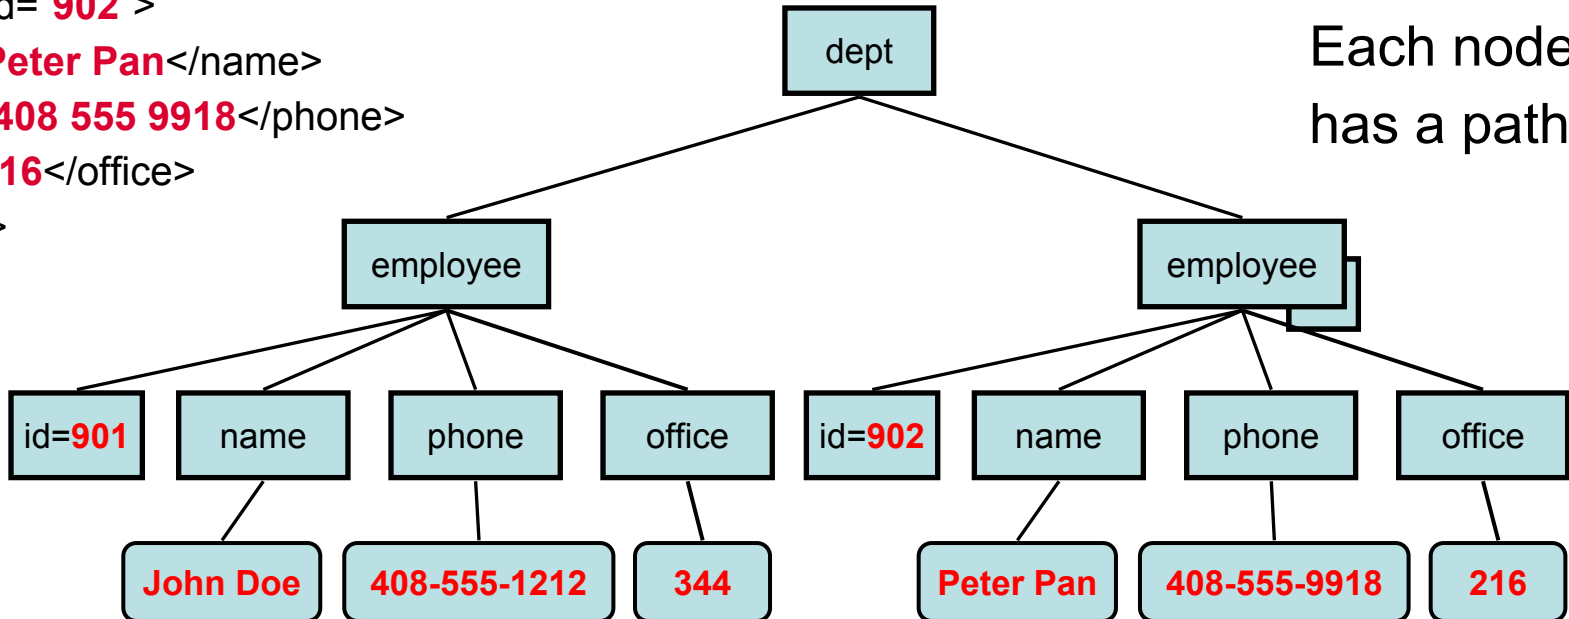 d="902">
Peter Pan</name>
408 555 9918</phone>
16</office>
>
Each node
has a path
dept
employee
employee
id=901
name
phone
office
id=902
name
phone
office
John Doe
408-555-1212
344
Peter Pan
408-555-9918
216